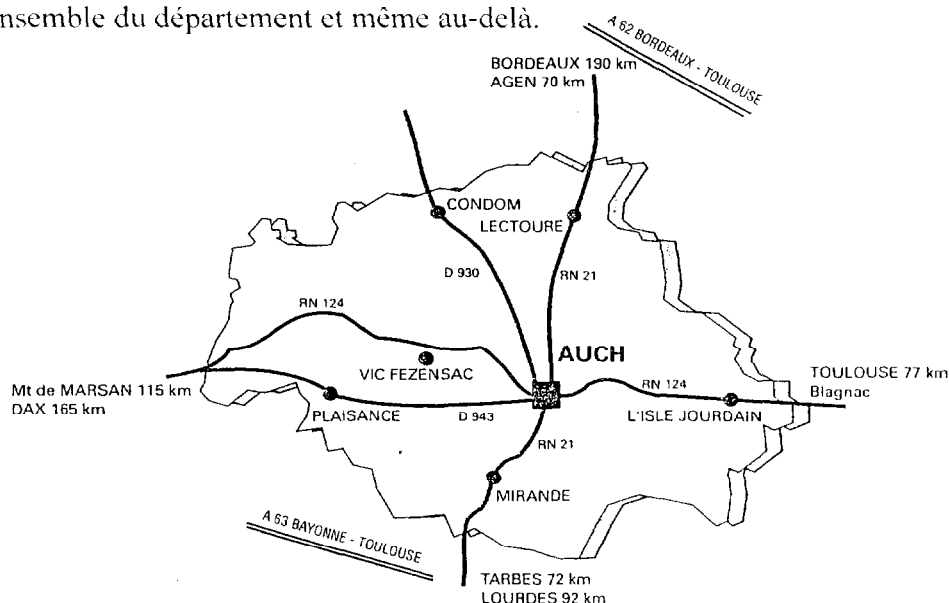 nsemble du département et même au-delà.
A 62 BORDEAUX - TOULOUSE
BORDEAUX 190 km
AGEN 70 km
CONDOM
LECTOURE
D 930
RN 21
RN 124
AUCH
VIC FEZENSAC
RN 124
TOULOUSE 77 km
Blagnac
Mt de MARSAN 115 km
DAX 165 km
PLAISANCE
D 943
L'ISLE JOURDAIN
RN 21
MIRANDE
A 63 BAYONNE - TOULOUSE
TARBES 72 km
LOURDES 92 km